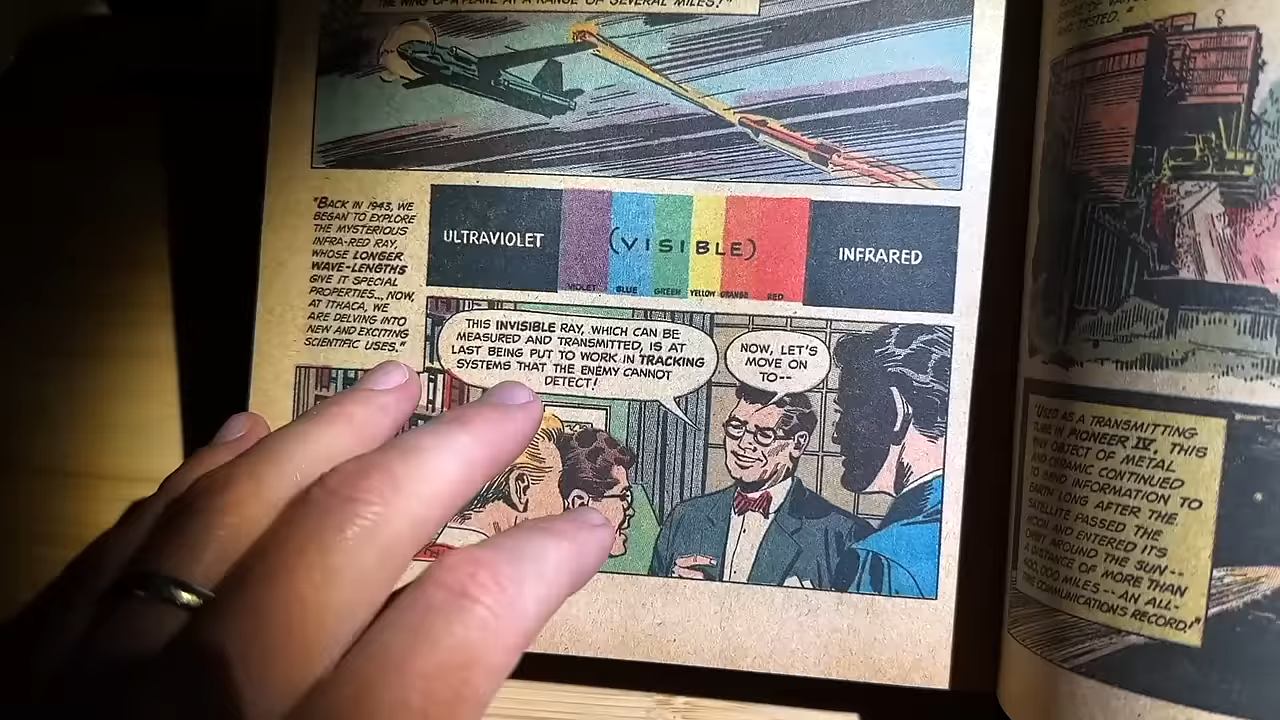 THE WING OF A PLANE AT A RANGE OF SEVERAL MILES!"
"BACK IN 1943, WE
BEGAN TO EXPLORE
THE MYSTERIOUS
INFRA-RED RAY,
WHOSE LONGER
WAVE-LENGTHS
GIVE IT SPECIAL
PROPERTIES... NOW,
AT ITHACA, WE
ARE DELVING INTO
NEW AND EXCITING
SCIENTIFIC USES."
ULTRAVIOLET
(VISIBLE)
INFRARED
VIOLET
BLUE
GREEN
YELLOW
ORANGE
RED
THIS INVISIBLE RAY, WHICH CAN BE
MEASURED AND TRANSMITTED, IS AT
LAST BEING PUT TO WORK IN TRACKING
SYSTEMS THAT THE ENEMY CANNOT
DETECT!
NOW, LET'S
MOVE ON
TO--
TESTED."
"USED AS A TRANSMITTING
TUBE IN PIONEER IV, THIS
TINY OBJECT OF METAL
AND CERAMIC CONTINUED
TO SEND INFORMATION TO
EARTH LONG AFTER THE
SATELLITE PASSED THE
MOON AND ENTERED ITS
ORBIT AROUND THE SUN--
A DISTANCE OF MORE THAN
400,000 MILES--AN ALL-
TIME COMMUNICATIONS RECORD!"